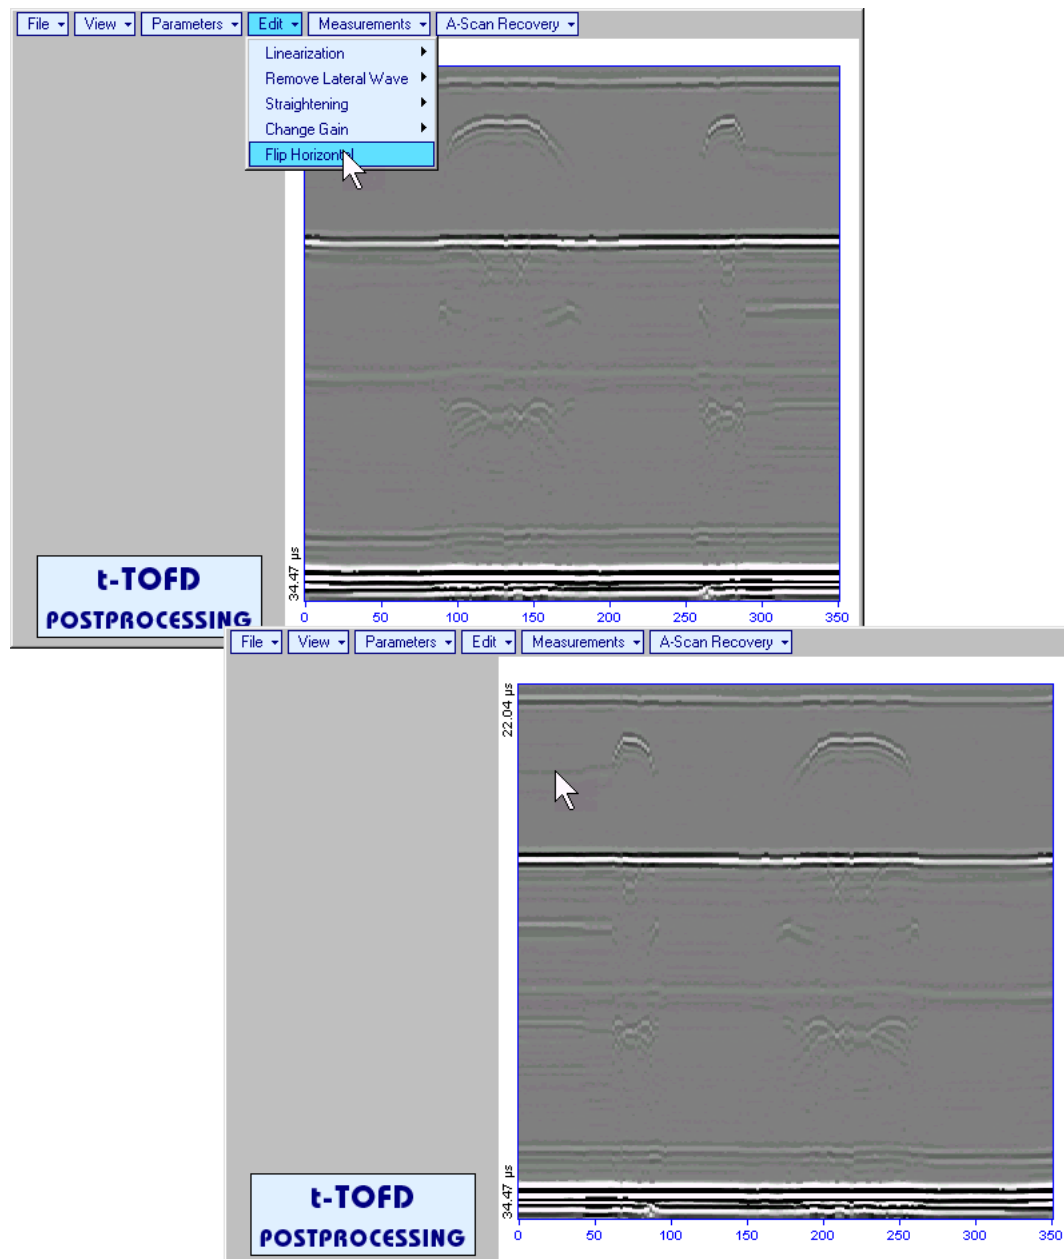 File View Parameters Edit Measurements A-Scan Recovery
Linearization
Remove Lateral Wave
Straightening
Change Gain
Flip Horizontal
34.47 µs
0 50 100 150 200 250 300 350
t-TOFD
POSTPROCESSING
File View Parameters Edit Measurements A-Scan Recovery
22.04 µs
34.47 µs
0 50 100 150 200 250 300 350
t-TOFD
POSTPROCESSING